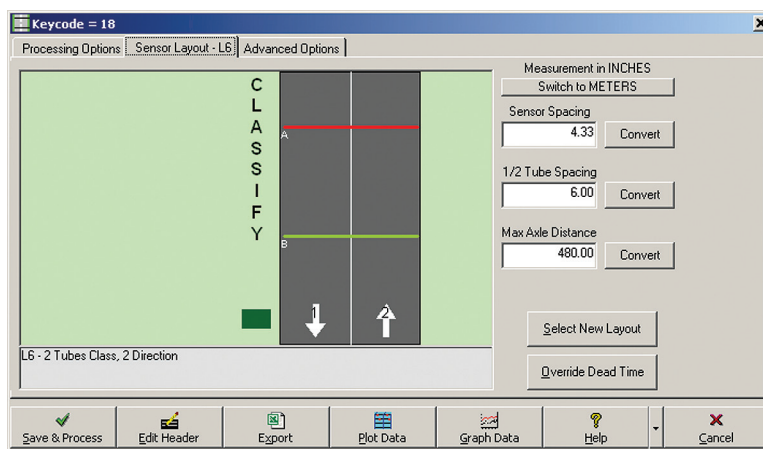 Keycode = 18
Processing Options
Sensor Layout - L6
Advanced Options
CLASSIFY
A
B
1
2
L6 - 2 Tubes Class, 2 Direction
Measurement in INCHES
Switch to METERS
Sensor Spacing
4.33
Convert
1/2 Tube Spacing
6.00
Convert
Max Axle Distance
480.00
Convert
Select New Layout
Override Dead Time
Save & Process
Edit Header
Export
Plot Data
Graph Data
Help
Cancel